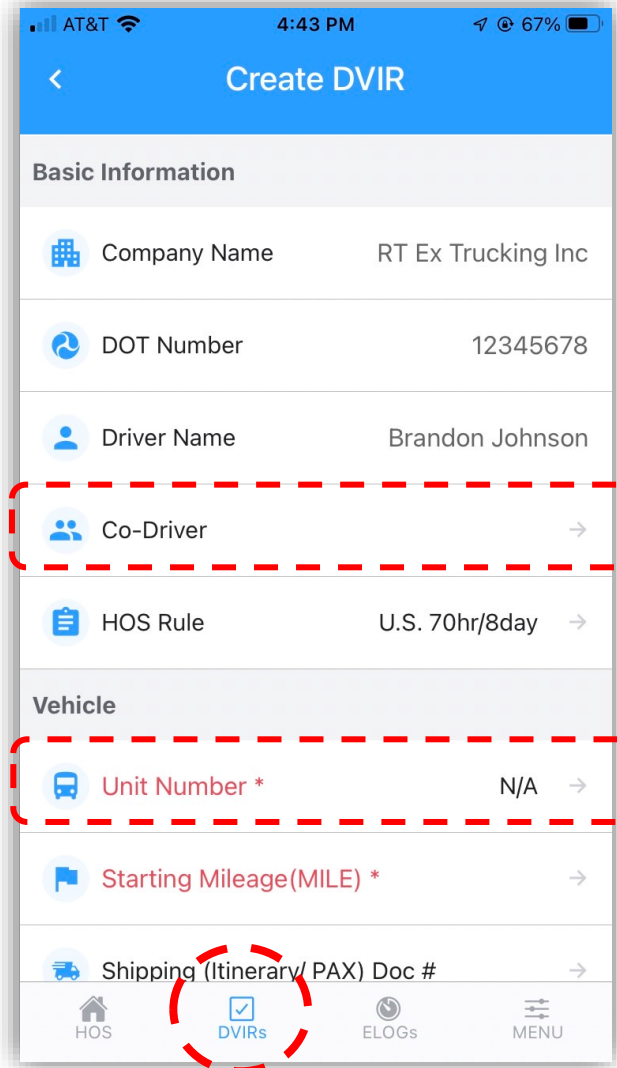 AT&T 4:43 PM 67%
Create DVIR
Basic Information
Company Name RT Ex Trucking Inc
DOT Number 12345678
Driver Name Brandon Johnson
Co-Driver
HOS Rule U.S. 70hr/8day
Vehicle
Unit Number * N/A
Starting Mileage(MILE) *
Shipping (Itinerary/ PAX) Doc #
HOS DVIRs ELOGs MENU